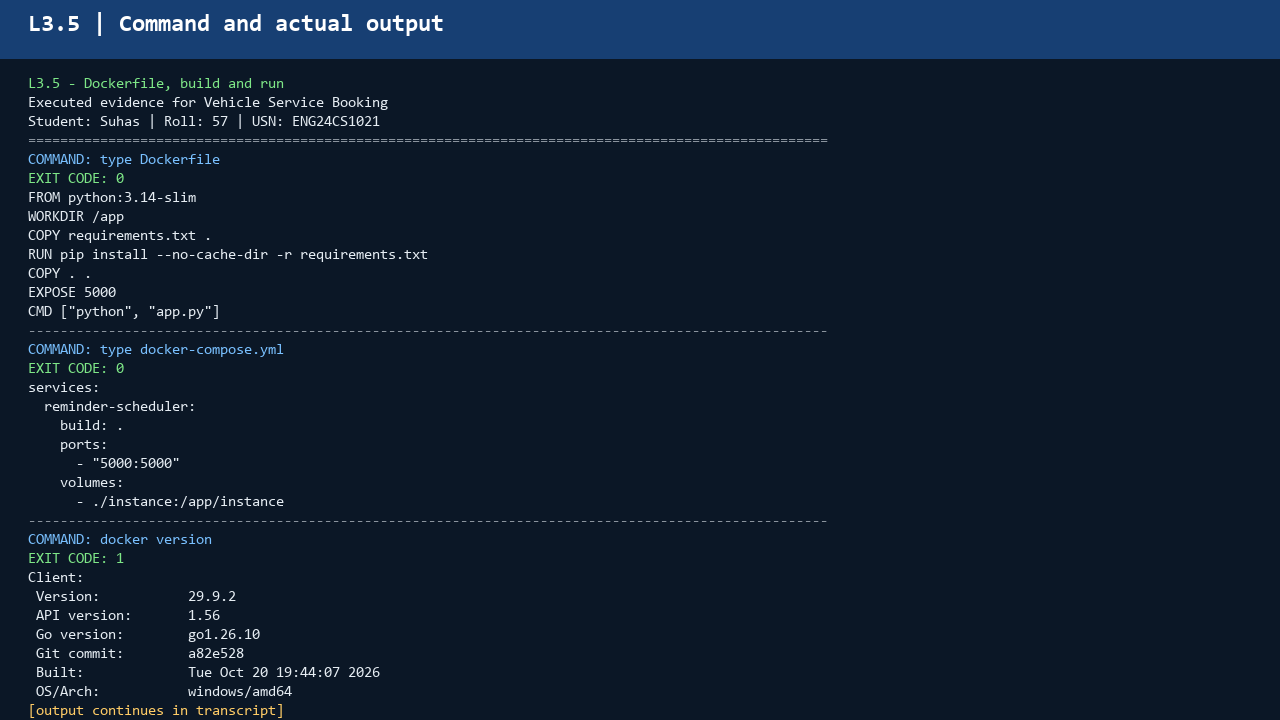 L3.5 | Command and actual output
L3.5 - Dockerfile, build and run
Executed evidence for Vehicle Service Booking
Student: Suhas | Roll: 57 | USN: ENG24CS1021
====================================================================================================
COMMAND: type Dockerfile
EXIT CODE: 0
FROM python:3.14-slim
WORKDIR /app
COPY requirements.txt .
RUN pip install --no-cache-dir -r requirements.txt
COPY . .
EXPOSE 5000
CMD ["python", "app.py"]
----------------------------------------------------------------------------------------------------
COMMAND: type docker-compose.yml
EXIT CODE: 0
services:
  reminder-scheduler:
    build: .
    ports:
      - "5000:5000"
    volumes:
      - ./instance:/app/instance
----------------------------------------------------------------------------------------------------
COMMAND: docker version
EXIT CODE: 1
Client:
 Version:           29.9.2
 API version:       1.56
 Go version:        go1.26.10
 Git commit:        a82e528
 Built:             Tue Oct 20 19:44:07 2026
 OS/Arch:           windows/amd64
[output continues in transcript]